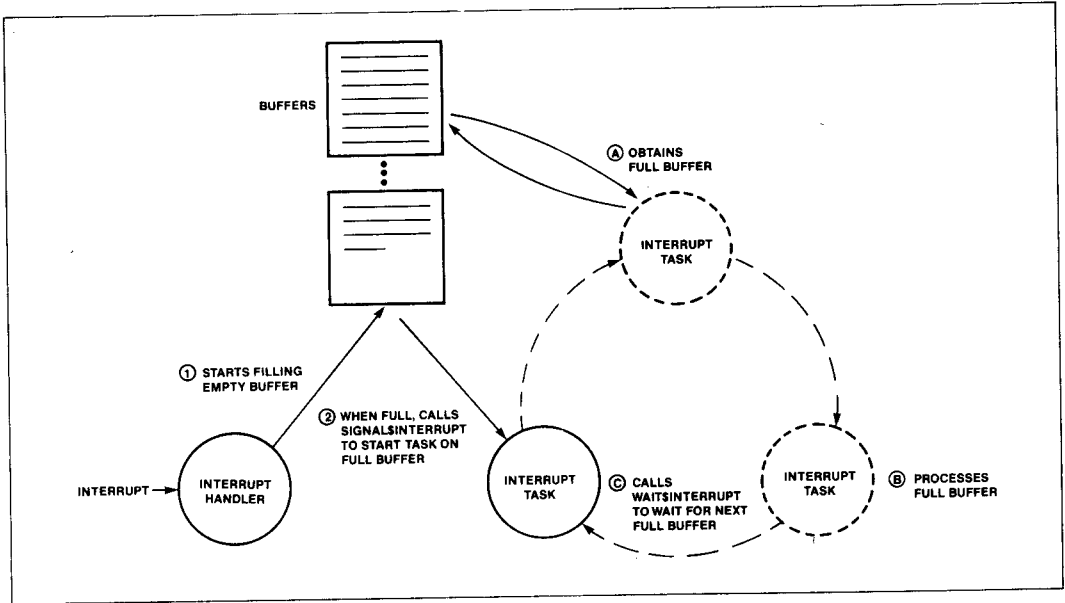 BUFFERS
Ⓐ OBTAINS
FULL BUFFER
INTERRUPT
TASK
① STARTS FILLING
EMPTY BUFFER
② WHEN FULL, CALLS
SIGNAL$INTERRUPT
TO START TASK ON
FULL BUFFER
INTERRUPT
INTERRUPT
HANDLER
INTERRUPT
TASK
Ⓒ CALLS
WAIT$INTERRUPT
TO WAIT FOR NEXT
FULL BUFFER
INTERRUPT
TASK
Ⓑ PROCESSES
FULL BUFFER